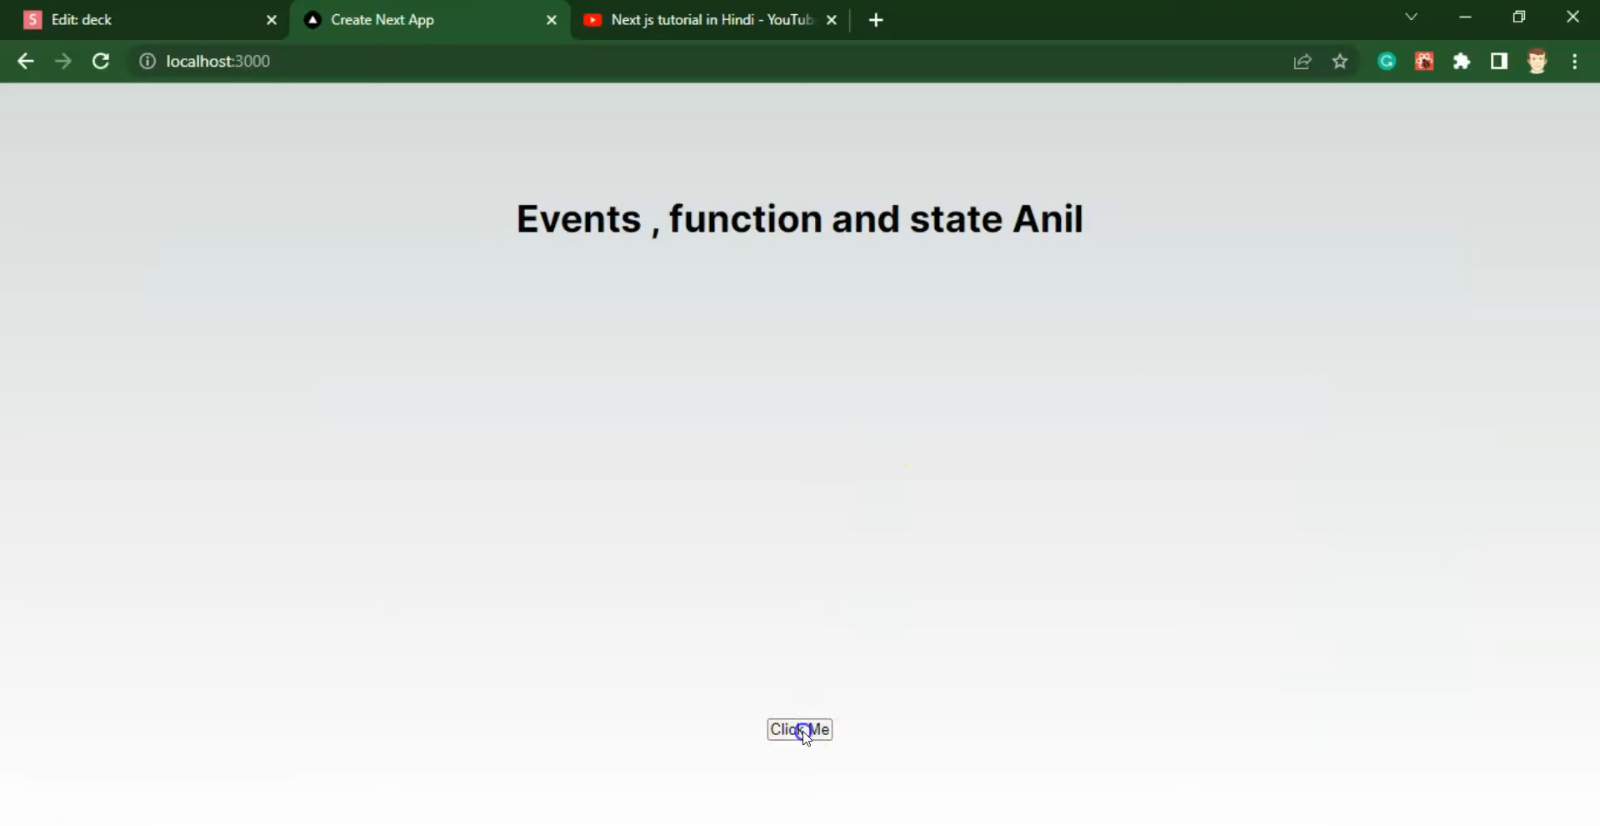 Edit: deck
Create Next App
Next js tutorial in Hindi - YouTub
localhost:3000
Events , function and state Anil
Click Me